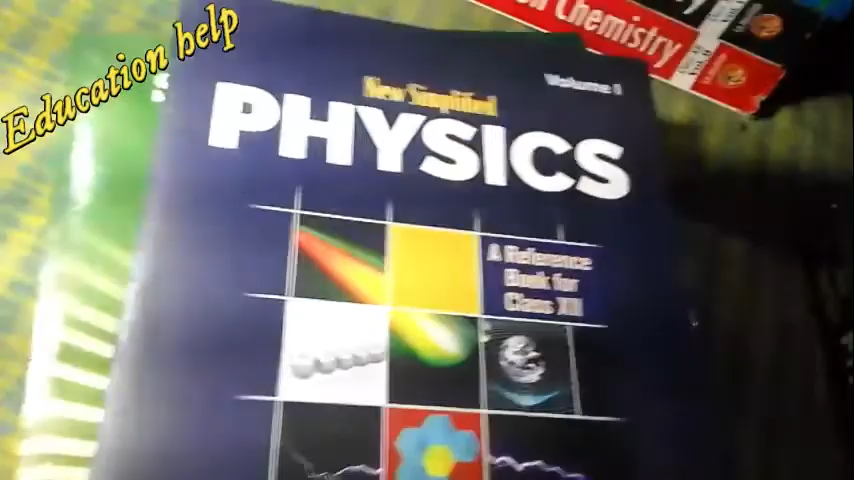 Education help
Chemistry
Volume I
New Simplified
PHYSICS
A Reference
Book for
Class XII